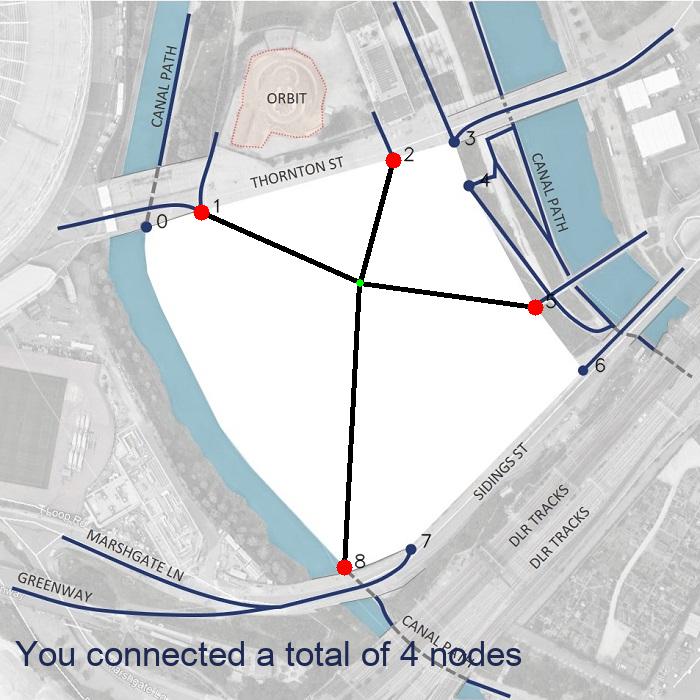 CANAL PATH
ORBIT
THORNTON ST
CANAL PATH
0
1
2
3
4
5
6
7
8
SIDINGS ST
DLR TRACKS
DLR TRACKS
MARSHGATE LN
GREENWAY
CANAL PATH
You connected a total of 4 nodes